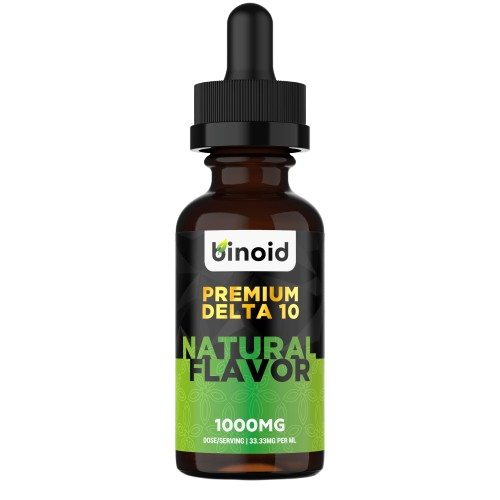 binoid
PREMIUM
DELTA 10
NATURAL
FLAVOR
1000MG
DOSE/SERVING | 33.33MG PER ML